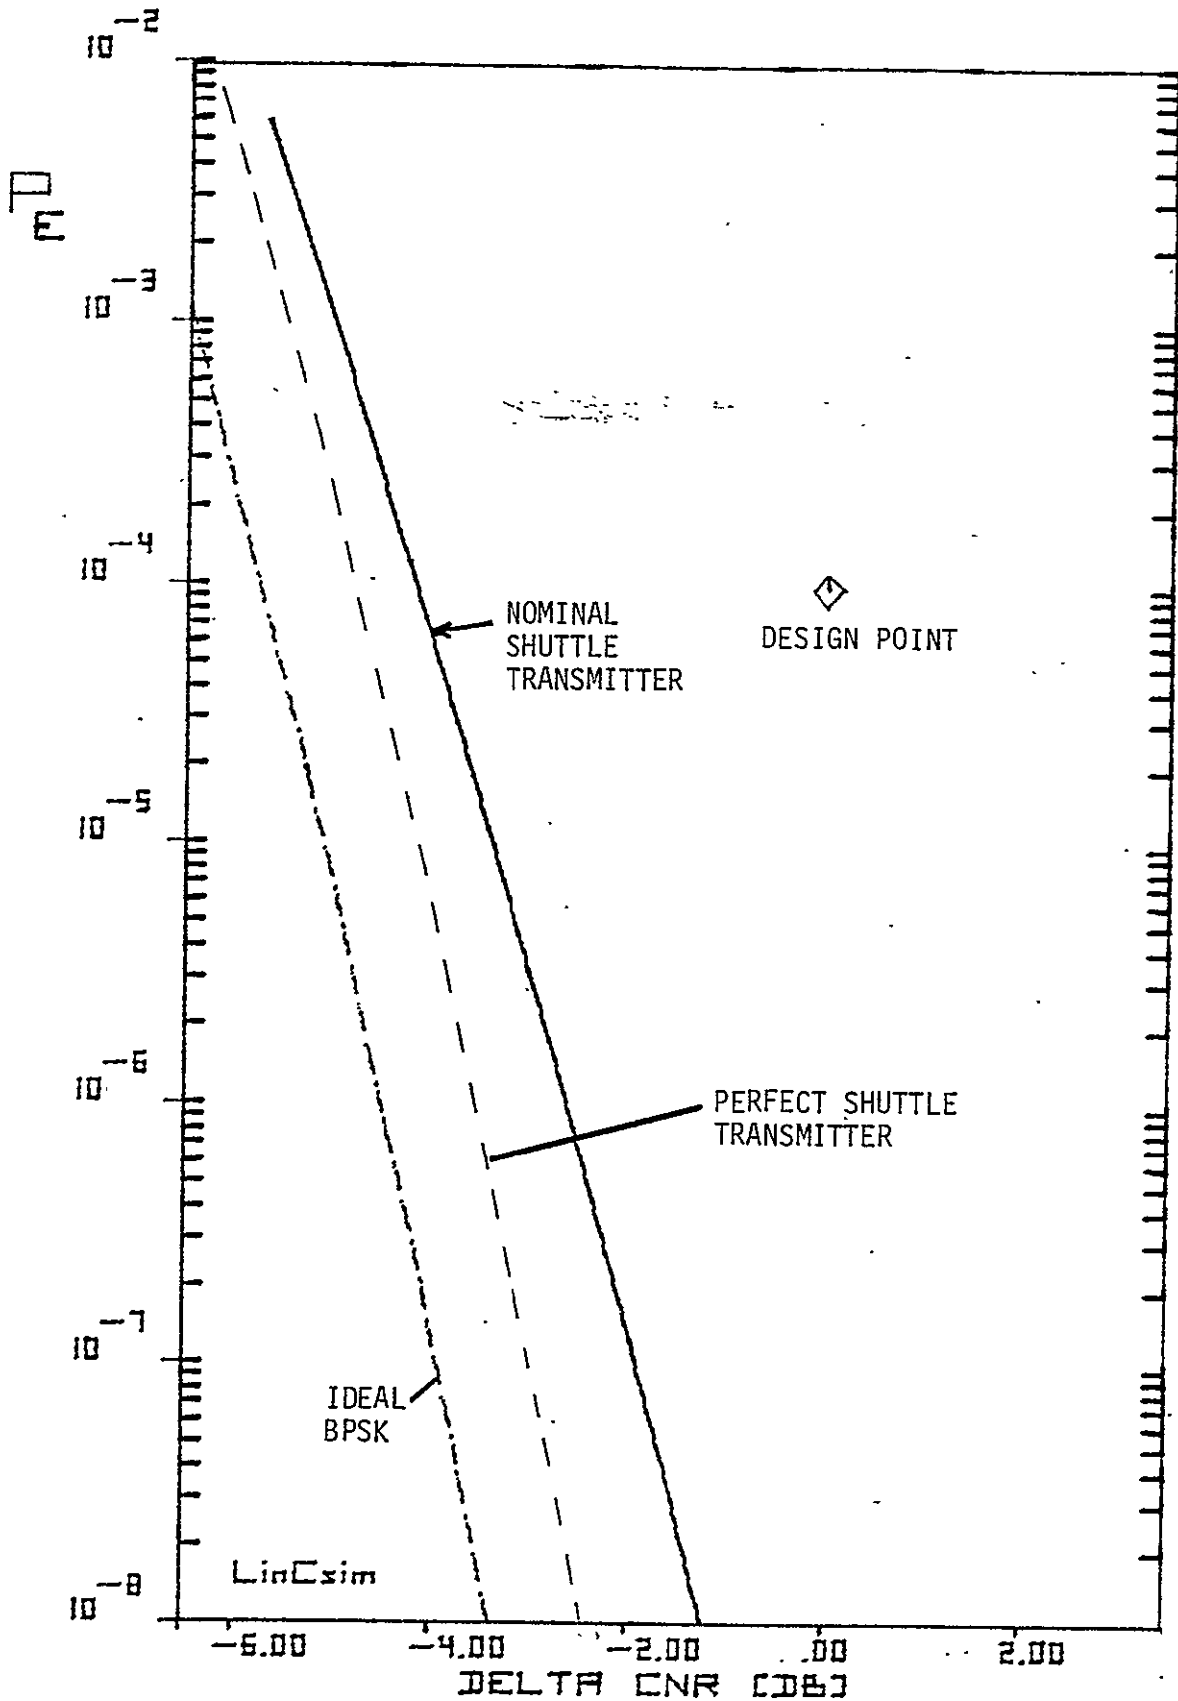 10^-2
P_E
10^-3
10^-4
NOMINAL
SHUTTLE
TRANSMITTER
DESIGN POINT
10^-5
10^-6
PERFECT SHUTTLE
TRANSMITTER
10^-7
IDEAL
BPSK
LinCsim
10^-8
-6.00 -4.00 -2.00 .00 2.00
DELTA CNR [DB]